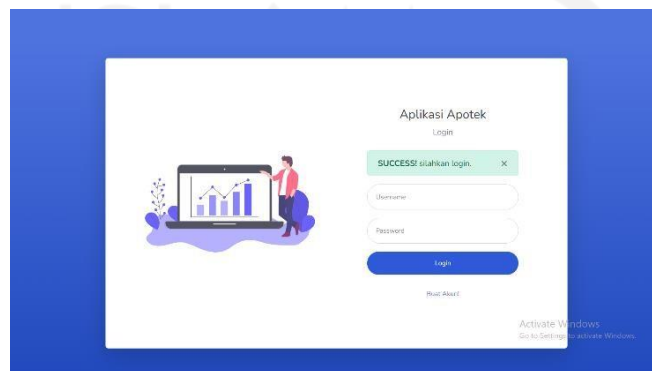 Aplikasi Apotek
Login
SUCCESS! silahkan login. ×
Username
Password
Login
Buat Akun!
Activate Windows
Go to Settings to activate Windows.